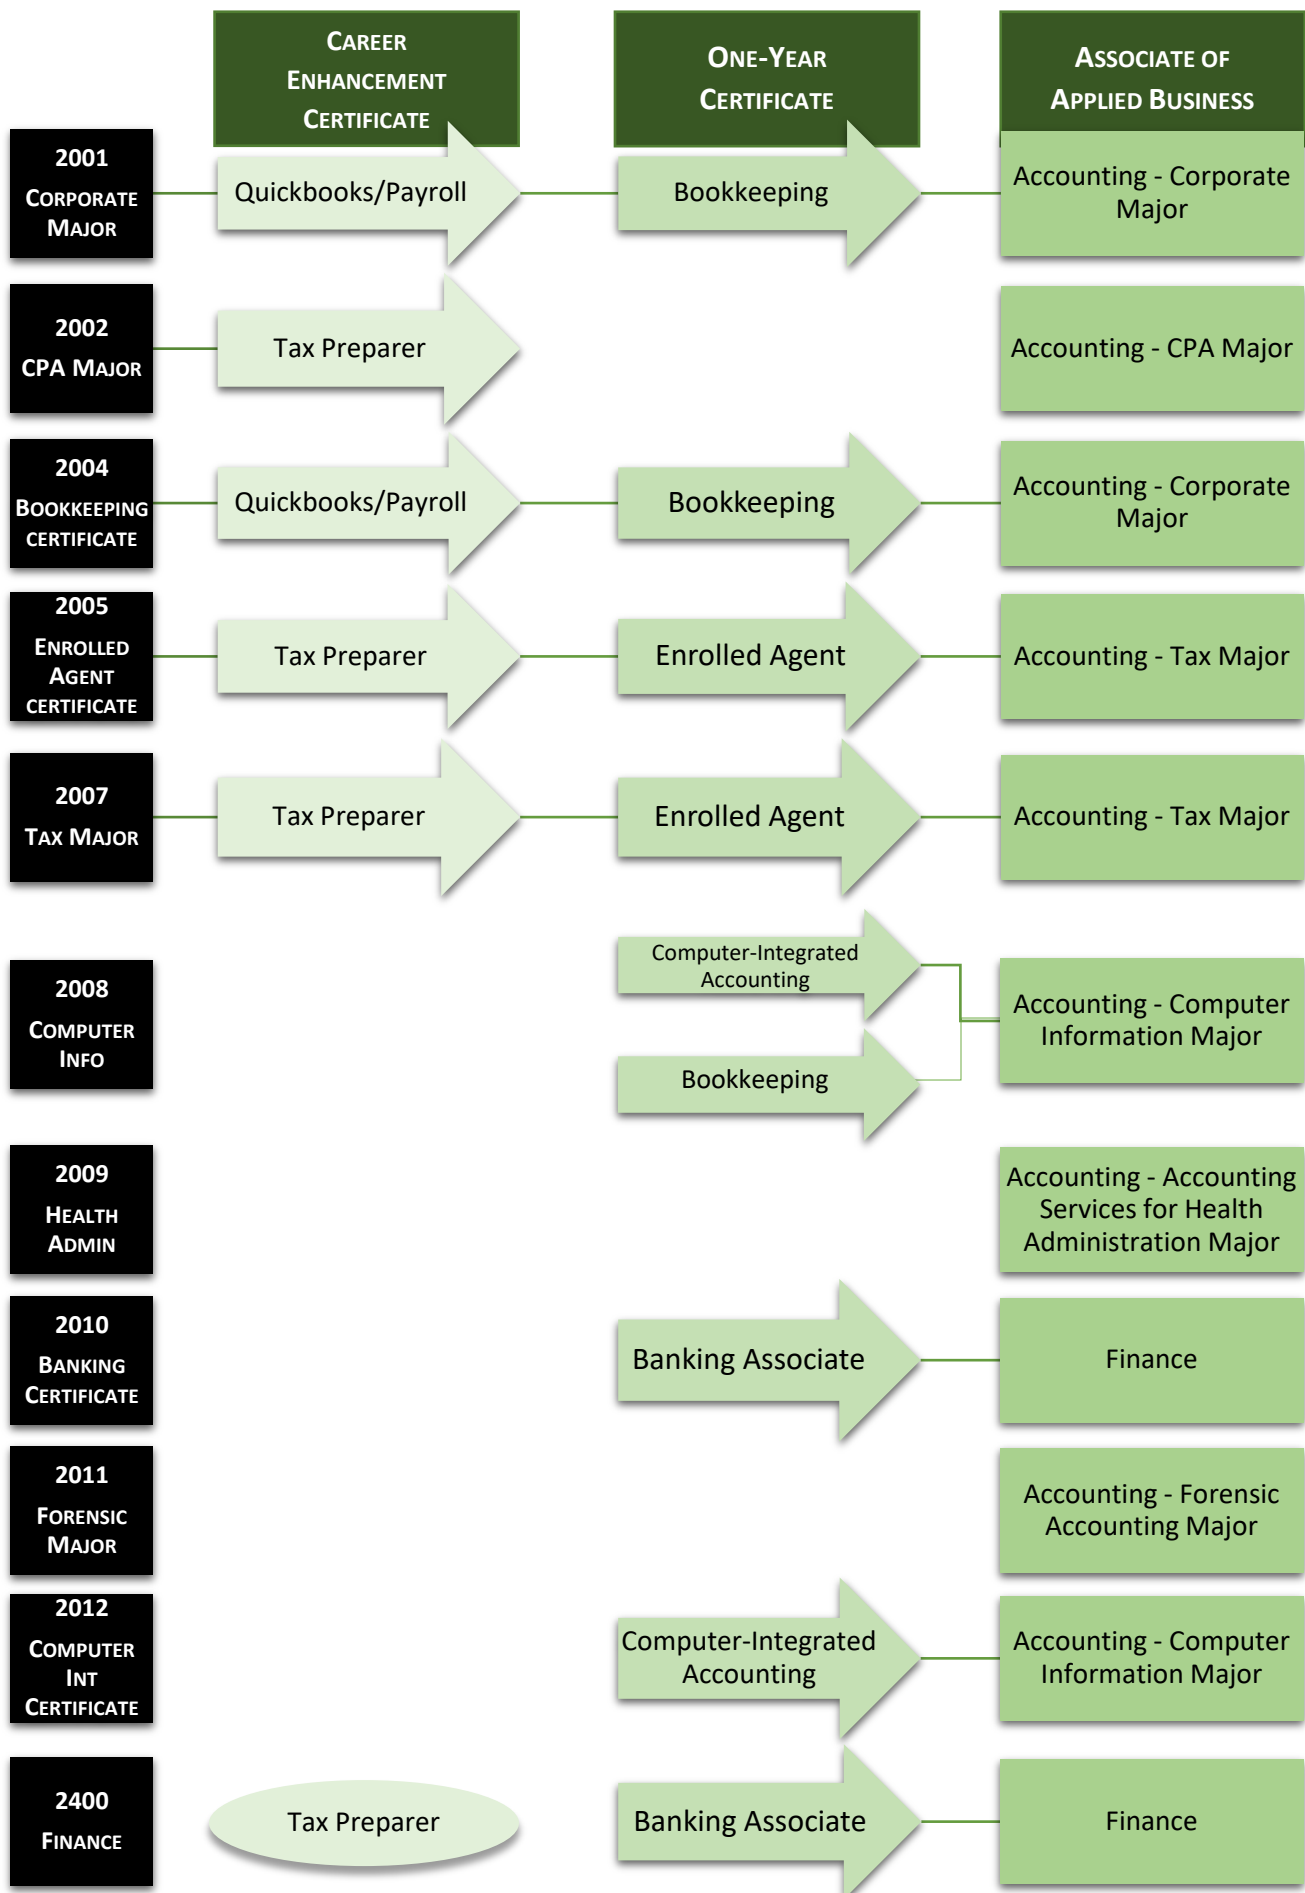 CAREER
ENHANCEMENT
CERTIFICATE
ONE-YEAR
CERTIFICATE
ASSOCIATE OF
APPLIED BUSINESS
2001
CORPORATE
MAJOR
Quickbooks/Payroll
Bookkeeping
Accounting - Corporate
Major
2002
CPA MAJOR
Tax Preparer
Accounting - CPA Major
2004
BOOKKEEPING
CERTIFICATE
Quickbooks/Payroll
Bookkeeping
Accounting - Corporate
Major
2005
ENROLLED
AGENT
CERTIFICATE
Tax Preparer
Enrolled Agent
Accounting - Tax Major
2007
TAX MAJOR
Tax Preparer
Enrolled Agent
Accounting - Tax Major
2008
COMPUTER
INFO
Computer-Integrated
Accounting
Bookkeeping
Accounting - Computer
Information Major
2009
HEALTH
ADMIN
Accounting - Accounting
Services for Health
Administration Major
2010
BANKING
CERTIFICATE
Banking Associate
Finance
2011
FORENSIC
MAJOR
Accounting - Forensic
Accounting Major
2012
COMPUTER
INT
CERTIFICATE
Computer-Integrated
Accounting
Accounting - Computer
Information Major
2400
FINANCE
Tax Preparer
Banking Associate
Finance